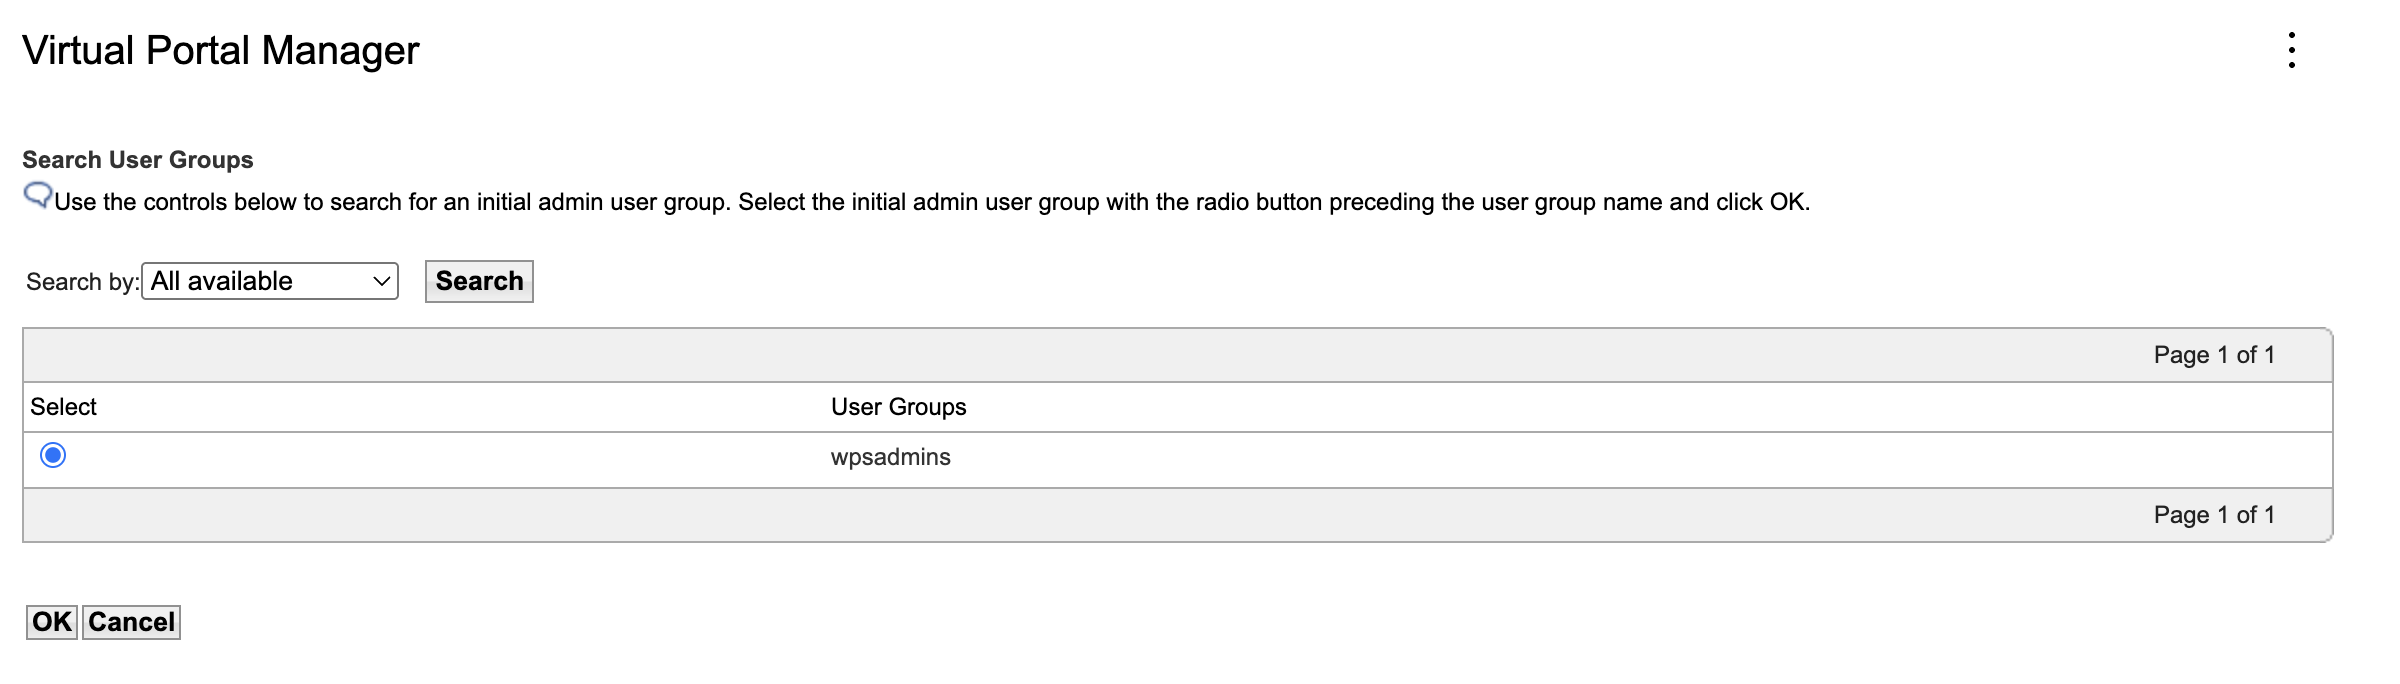 Virtual Portal Manager
Search User Groups
Use the controls below to search for an initial admin user group. Select the initial admin user group with the radio button preceding the user group name and click OK.
Search by: All available Search
Page 1 of 1
Select User Groups
wpsadmins
Page 1 of 1
OK Cancel